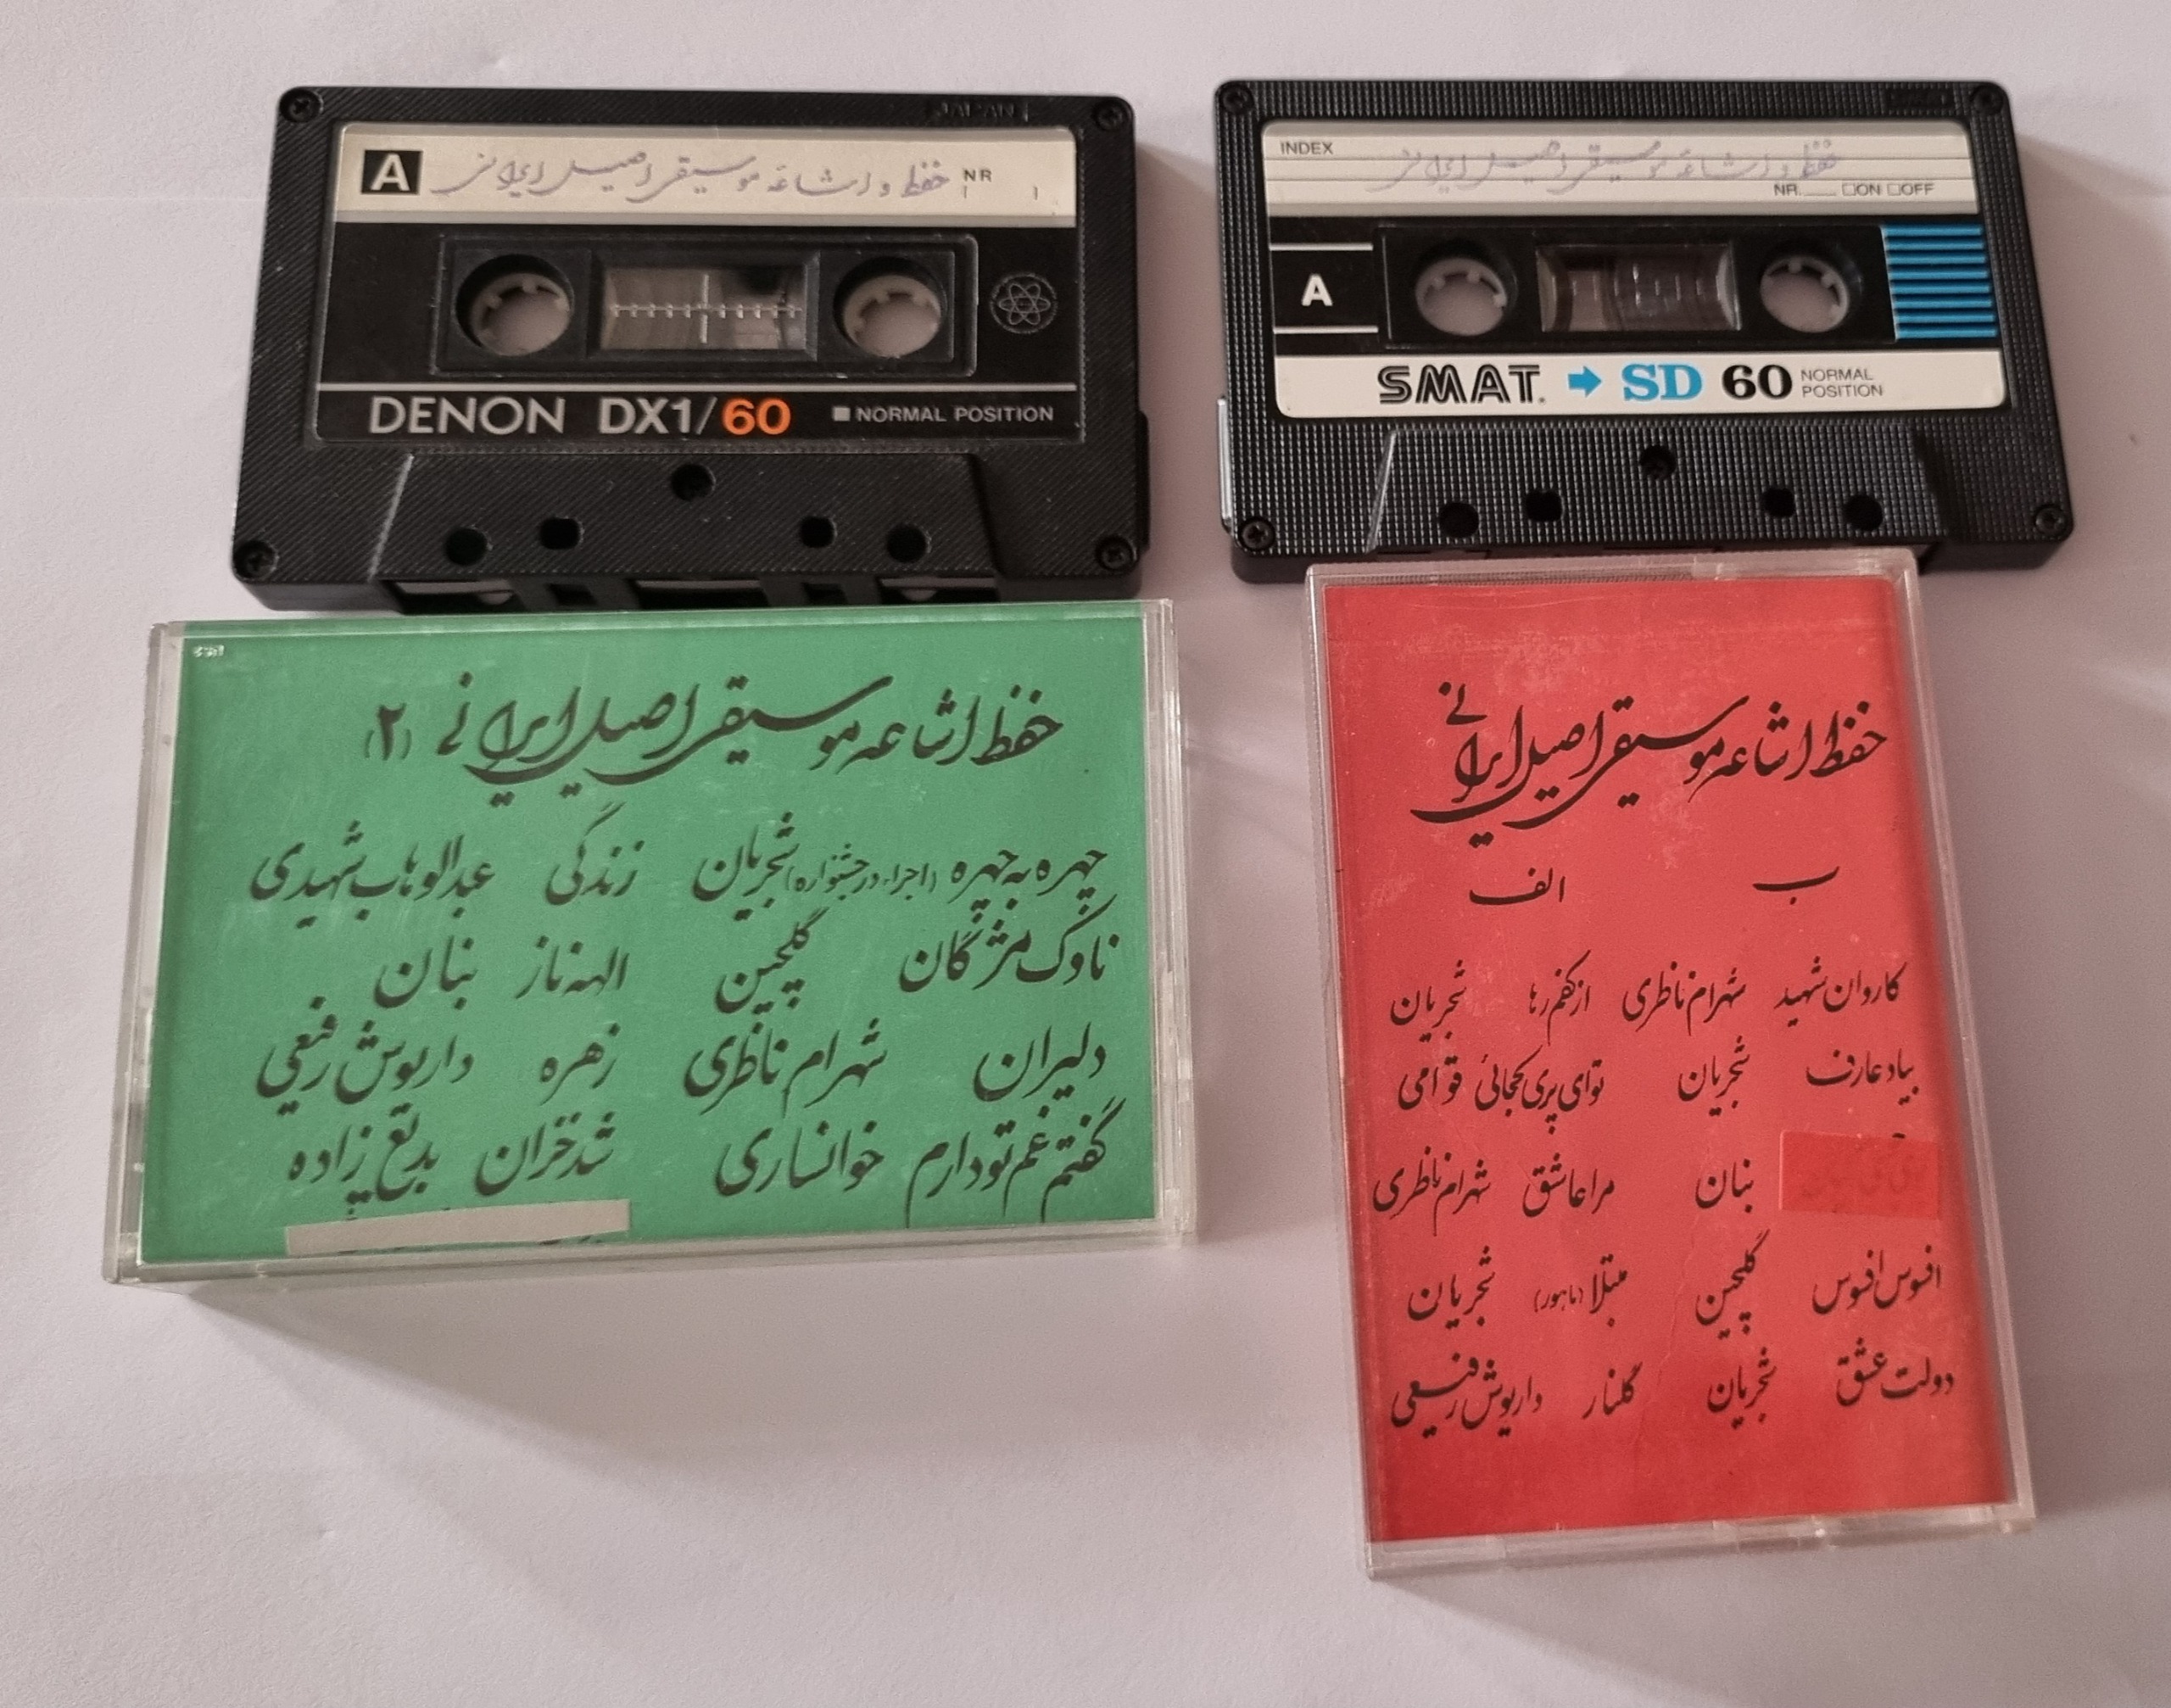 JAPAN
A حفظ و اشاعه موسیقی اصیل ایرانی NR
DENON DX1/60 NORMAL POSITION
INDEX حفظ و اشاعه موسیقی اصیل ایرانی
NR. ON OFF
A
SMAT. SD 60 NORMAL POSITION
حفظ اشاعه موسیقی اصیل ایرانی (۲)
چهره به چهره (اجراء در جشنواره) شجریان زندگی عبدالوهاب شهیدی
ناوک مژگان گلچین الهه ناز بنان
دلیران شهرام ناظری زهره داریوش رفیعی
گفتم غم تو دارم خوانساری شد خزان بدیع زاده
حفظ اشاعه موسیقی اصیل ایرانی
ب الف
کاروان شهید شهرام ناظری از کفم رها شجریان
بیاد عارف شجریان توای پری کجائی قوامی
بنان مرا عاشق شهرام ناظری
افسوس افسوس گلچین مبتلا (ماهور) شجریان
دولت عشق شجریان گلنار داریوش رفیعی